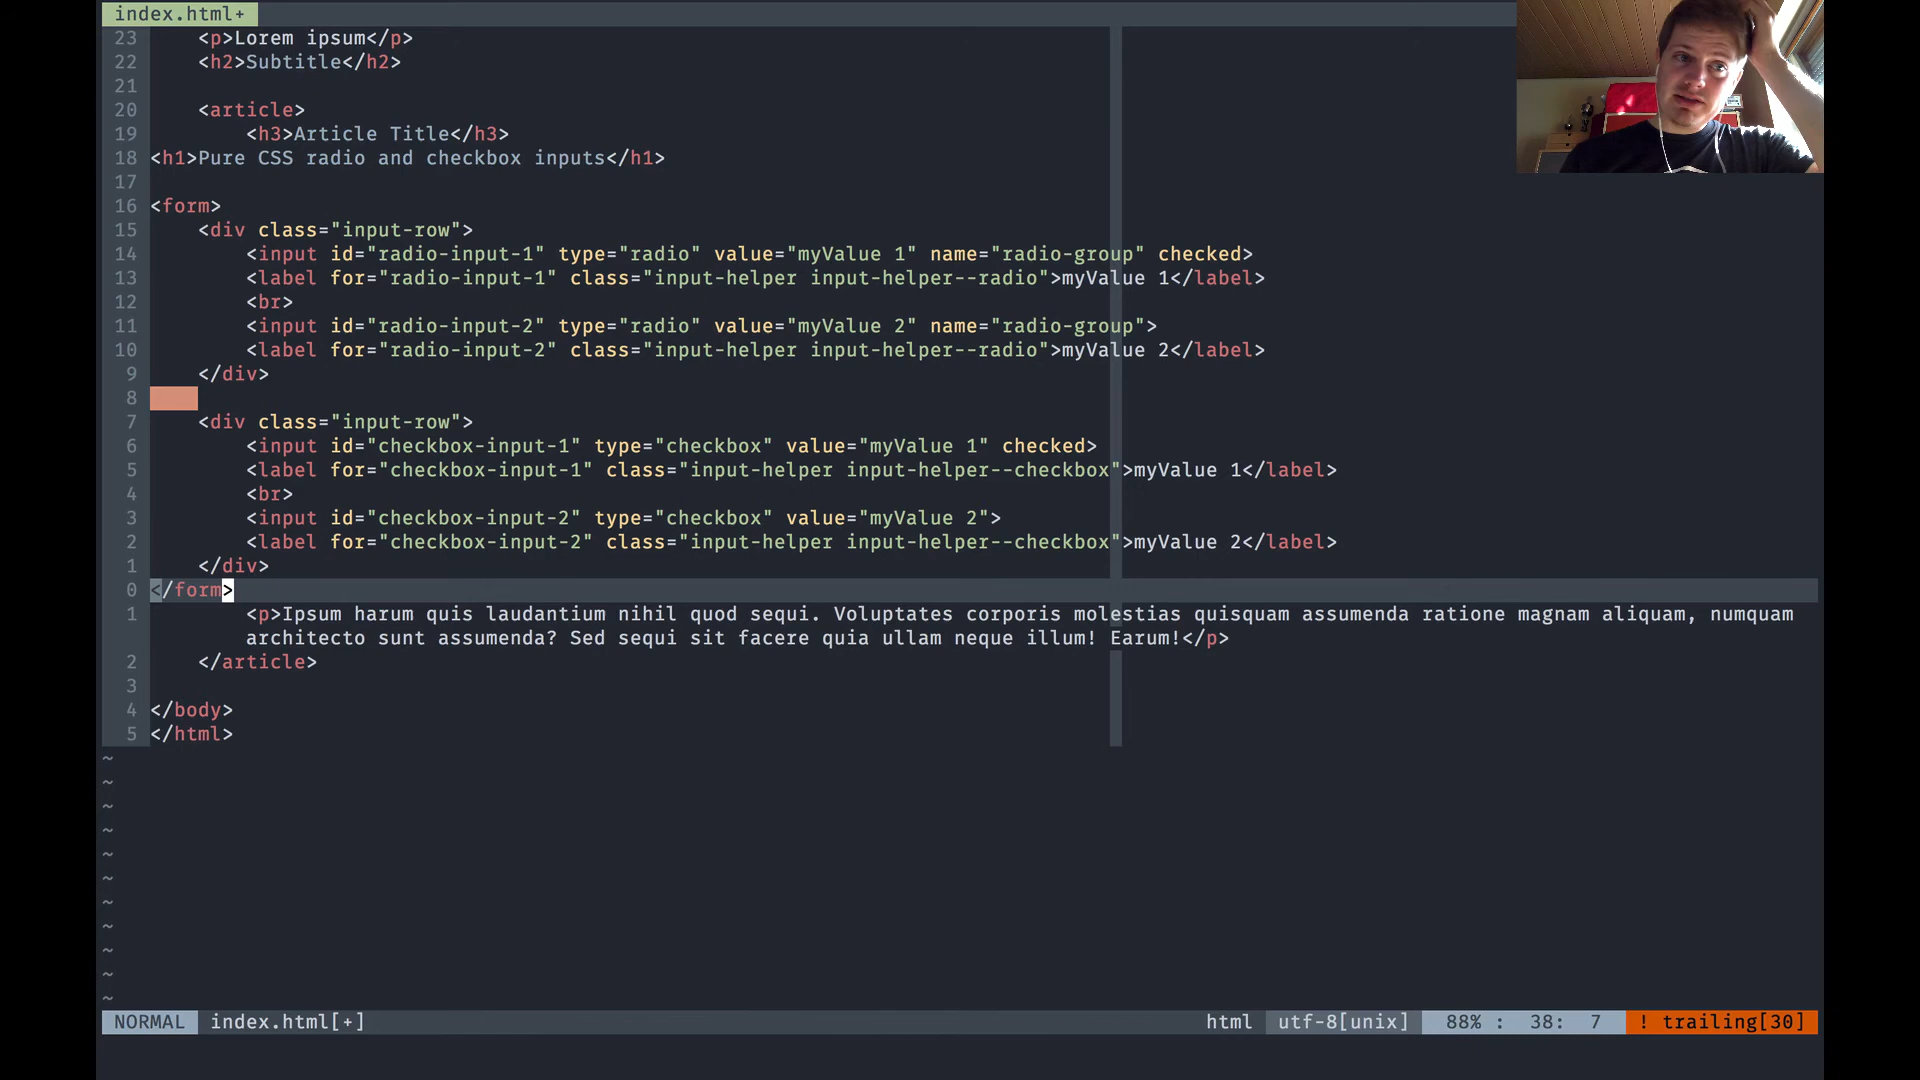 index.html+
23 <p>Lorem ipsum</p>
22 <h2>Subtitle</h2>
21
20 <article>
19 <h3>Article Title</h3>
18 <h1>Pure CSS radio and checkbox inputs</h1>
17
16 <form>
15 <div class="input-row">
14 <input id="radio-input-1" type="radio" value="myValue 1" name="radio-group" checked>
13 <label for="radio-input-1" class="input-helper input-helper--radio">myValue 1</label>
12 <br>
11 <input id="radio-input-2" type="radio" value="myValue 2" name="radio-group">
10 <label for="radio-input-2" class="input-helper input-helper--radio">myValue 2</label>
9 </div>
8
7 <div class="input-row">
6 <input id="checkbox-input-1" type="checkbox" value="myValue 1" checked>
5 <label for="checkbox-input-1" class="input-helper input-helper--checkbox">myValue 1</label>
4 <br>
3 <input id="checkbox-input-2" type="checkbox" value="myValue 2">
2 <label for="checkbox-input-2" class="input-helper input-helper--checkbox">myValue 2</label>
1 </div>
0 </form>
1 <p>Ipsum harum quis laudantium nihil quod sequi. Voluptates corporis molestias quisquam assumenda ratione magnam aliquam, numquam
architecto sunt assumenda? Sed sequi sit facere quia ullam neque illum! Earum!</p>
2 </article>
3
4 </body>
5 </html>
~
~
~
~
~
~
~
~
~
~
~
NORMAL index.html[+] html utf-8[unix] 88% : 38: 7 ! trailing[30]